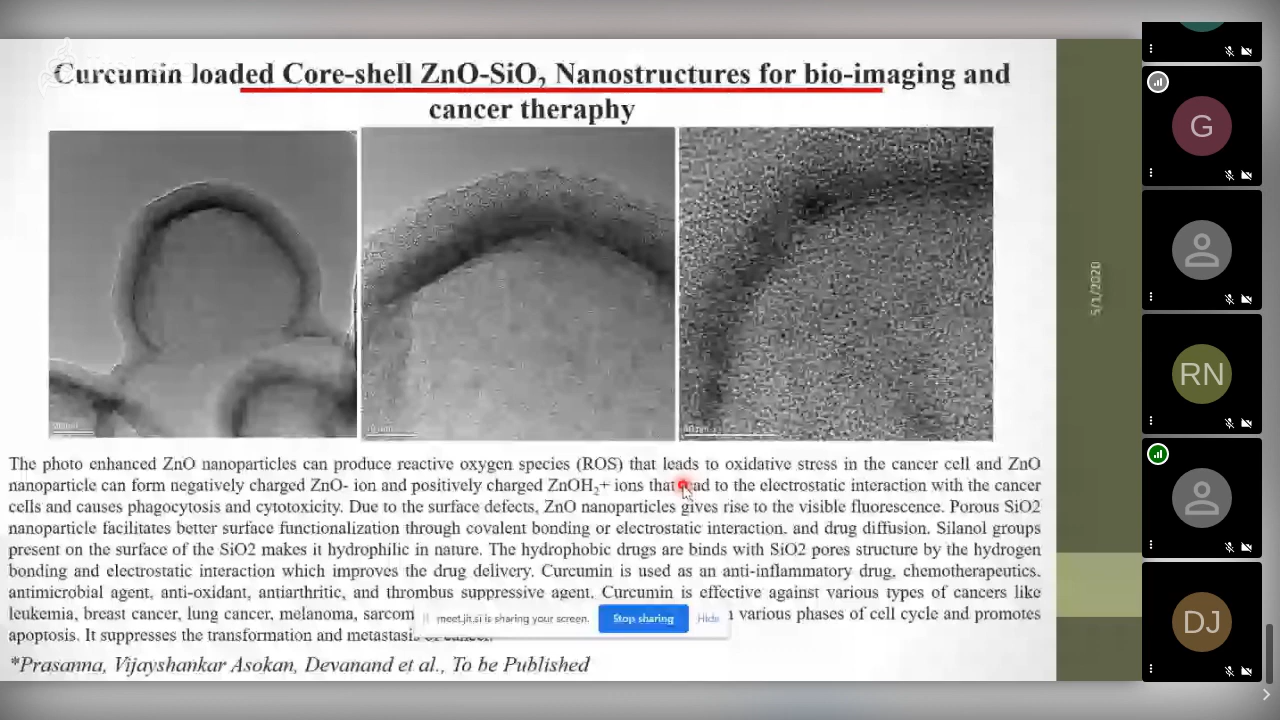 Curcumin loaded Core-shell ZnO-SiO2 Nanostructures for bio-imaging and
cancer theraphy
The photo enhanced ZnO nanoparticles can produce reactive oxygen species (ROS) that leads to oxidative stress in the cancer cell and ZnO
nanoparticle can form negatively charged ZnO- ion and positively charged ZnOH2+ ions that lead to the electrostatic interaction with the cancer
cells and causes phagocytosis and cytotoxicity. Due to the surface defects, ZnO nanoparticles gives rise to the visible fluorescence. Porous SiO2
nanoparticle facilitates better surface functionalization through covalent bonding or electrostatic interaction, and drug diffusion. Silanol groups
present on the surface of the SiO2 makes it hydrophilic in nature. The hydrophobic drugs are binds with SiO2 pores structure by the hydrogen
bonding and electrostatic interaction which improves the drug delivery. Curcumin is used as an anti-inflammatory drug, chemotherapeutics,
antimicrobial agent, anti-oxidant, antiarthritic, and thrombus suppressive agent. Curcumin is effective against various types of cancers like
leukemia, breast cancer, lung cancer, melanoma, sarcom various phases of cell cycle and promotes
apoptosis. It suppresses the transformation and metastasis of cancer.
*Prasanna, Vijayshankar Asokan, Devanand et al., To be Published
meet.jit.si is sharing your screen.
Stop sharing
Hide
5/1/2020
G
RN
DJ